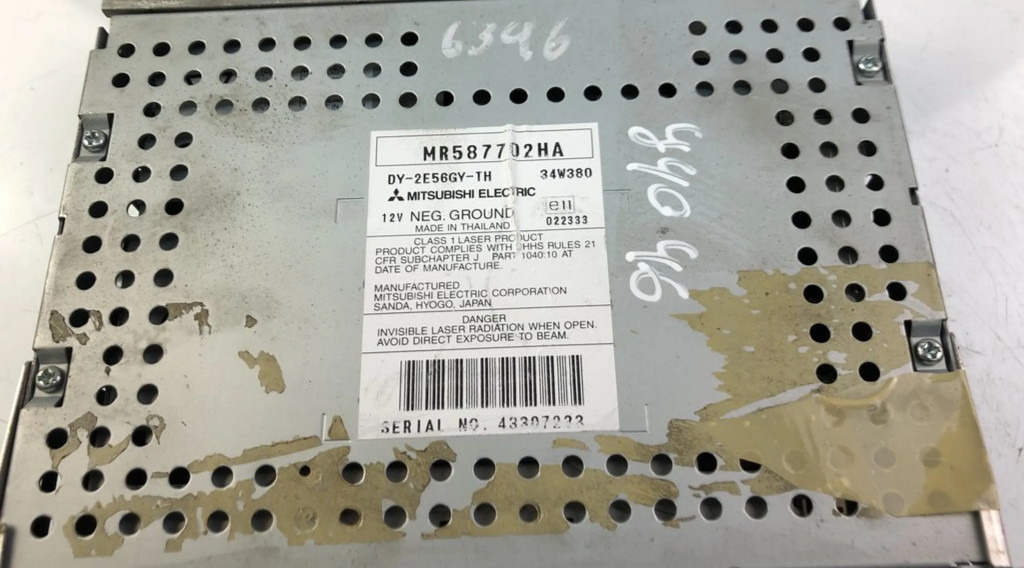 6396
840 96
MR587702HA
DY-2E56GY-TH 34W380
MITSUBISHI ELECTRIC
12V NEG. GROUND e11
MADE IN THAILAND 022333
CLASS 1 LASER PRODUCT
PRODUCT COMPLIES WITH DHHS RULES 21
CFR SUBCHAPTER J PART 1040:10 AT
DATE OF MANUFACTURE.
MANUFACTURED
MITSUBISHI ELECTRIC CORPORATION
SANDA, HYOGO, JAPAN
DANGER
INVISIBLE LASER RADIATION WHEN OPEN.
AVOID DIRECT EXPOSURE TO BEAM.
SERIAL NO. 43307223